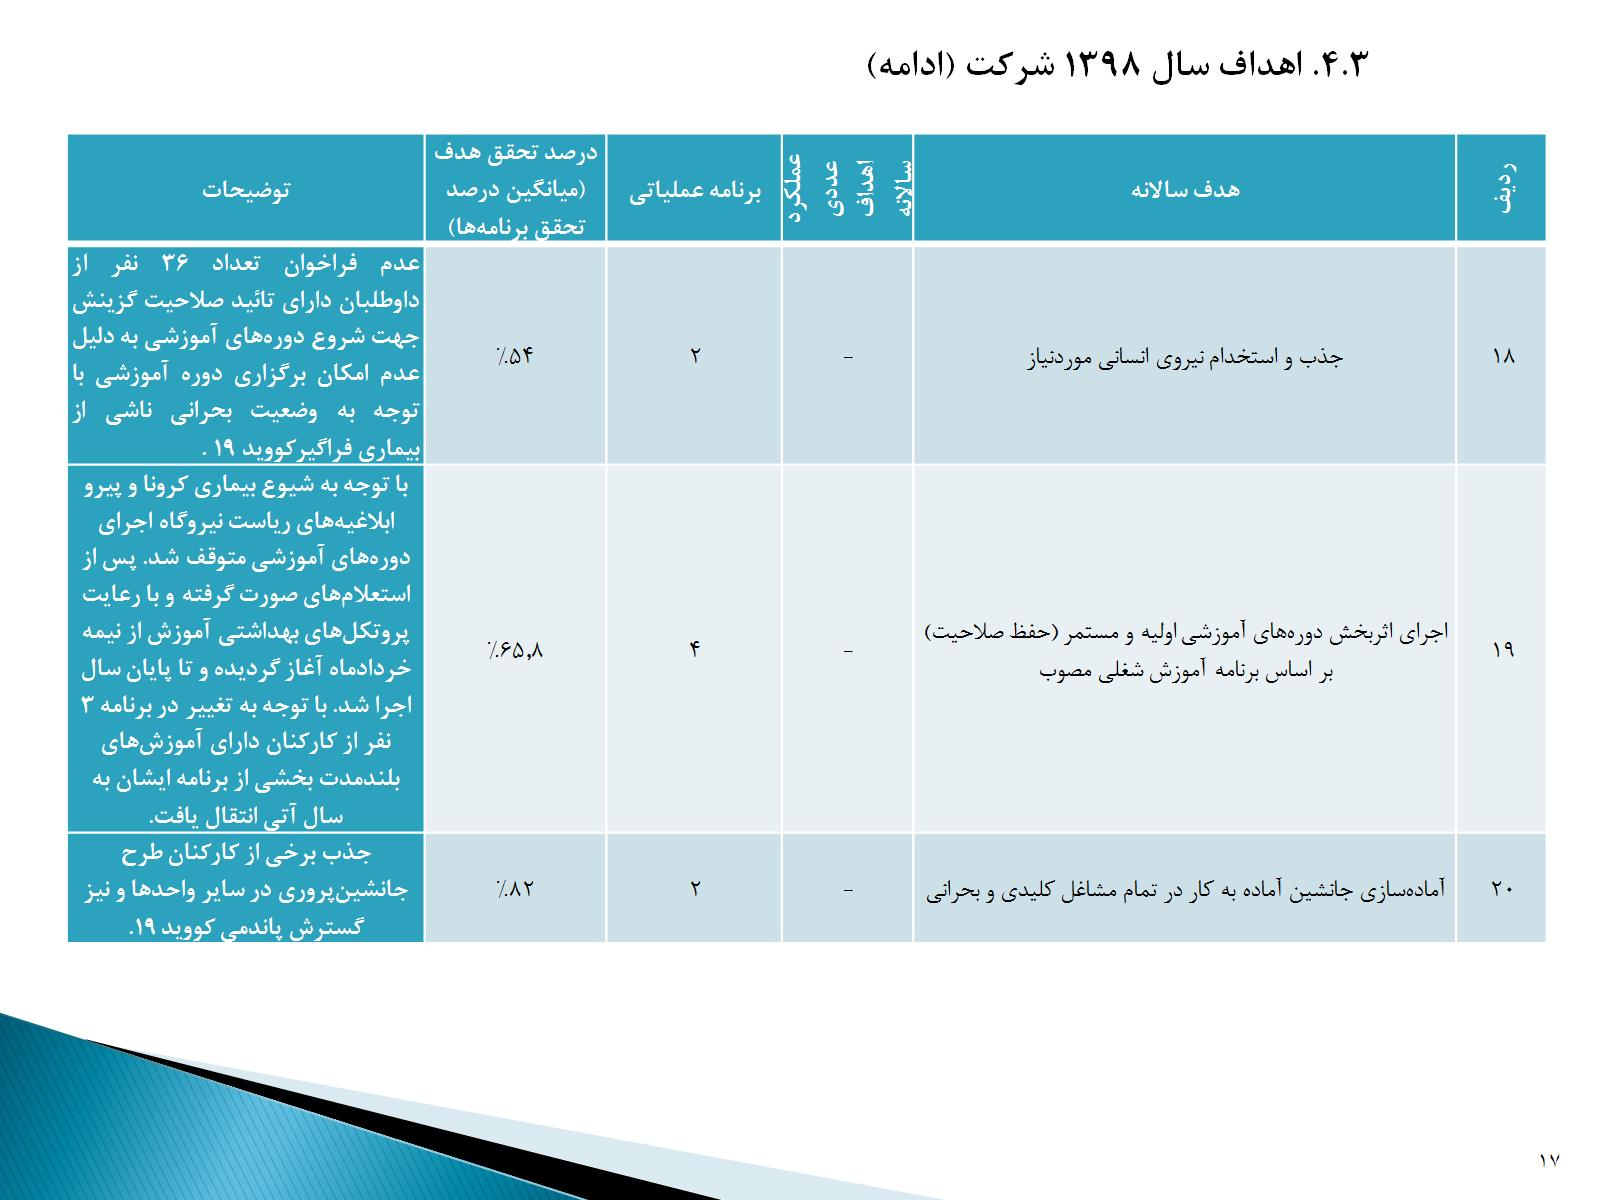 ۴.۳. اهداف سال ۱۳۹۸ شرکت (ادامه)
ردیف
هدف سالانه
عملکرد
عددی
اهداف
سالانه
برنامه عملیاتی
درصد تحقق هدف
(میانگین درصد
تحقق برنامه‌ها)
توضیحات
۱۸
جذب و استخدام نیروی انسانی موردنیاز
-
۲
۵۴٪
عدم فراخوان تعداد ۳۶ نفر از
داوطلبان دارای تائید صلاحیت گزینش
جهت شروع دوره‌های آموزشی به دلیل
عدم امکان برگزاری دوره آموزشی با
توجه به وضعیت بحرانی ناشی از
بیماری فراگیرکووید ۱۹ .
۱۹
اجرای اثربخش دوره‌های آموزشی اولیه و مستمر (حفظ صلاحیت)
بر اساس برنامه آموزش شغلی مصوب
-
۴
۶۵,۸٪
با توجه به شیوع بیماری کرونا و پیرو
ابلاغیه‌های ریاست نیروگاه اجرای
دوره‌های آموزشی متوقف شد. پس از
استعلام‌های صورت گرفته و با رعایت
پروتکل‌های بهداشتی آموزش از نیمه
خردادماه آغاز گردیده و تا پایان سال
اجرا شد. با توجه به تغییر در برنامه ۳
نفر از کارکنان دارای آموزش‌های
بلندمدت بخشی از برنامه ایشان به
سال آتی انتقال یافت.
۲۰
آماده‌سازی جانشین آماده به کار در تمام مشاغل کلیدی و بحرانی
-
۲
۸۲٪
جذب برخی از کارکنان طرح
جانشین‌پروری در سایر واحدها و نیز
گسترش پاندمی کووید ۱۹.
۱۷